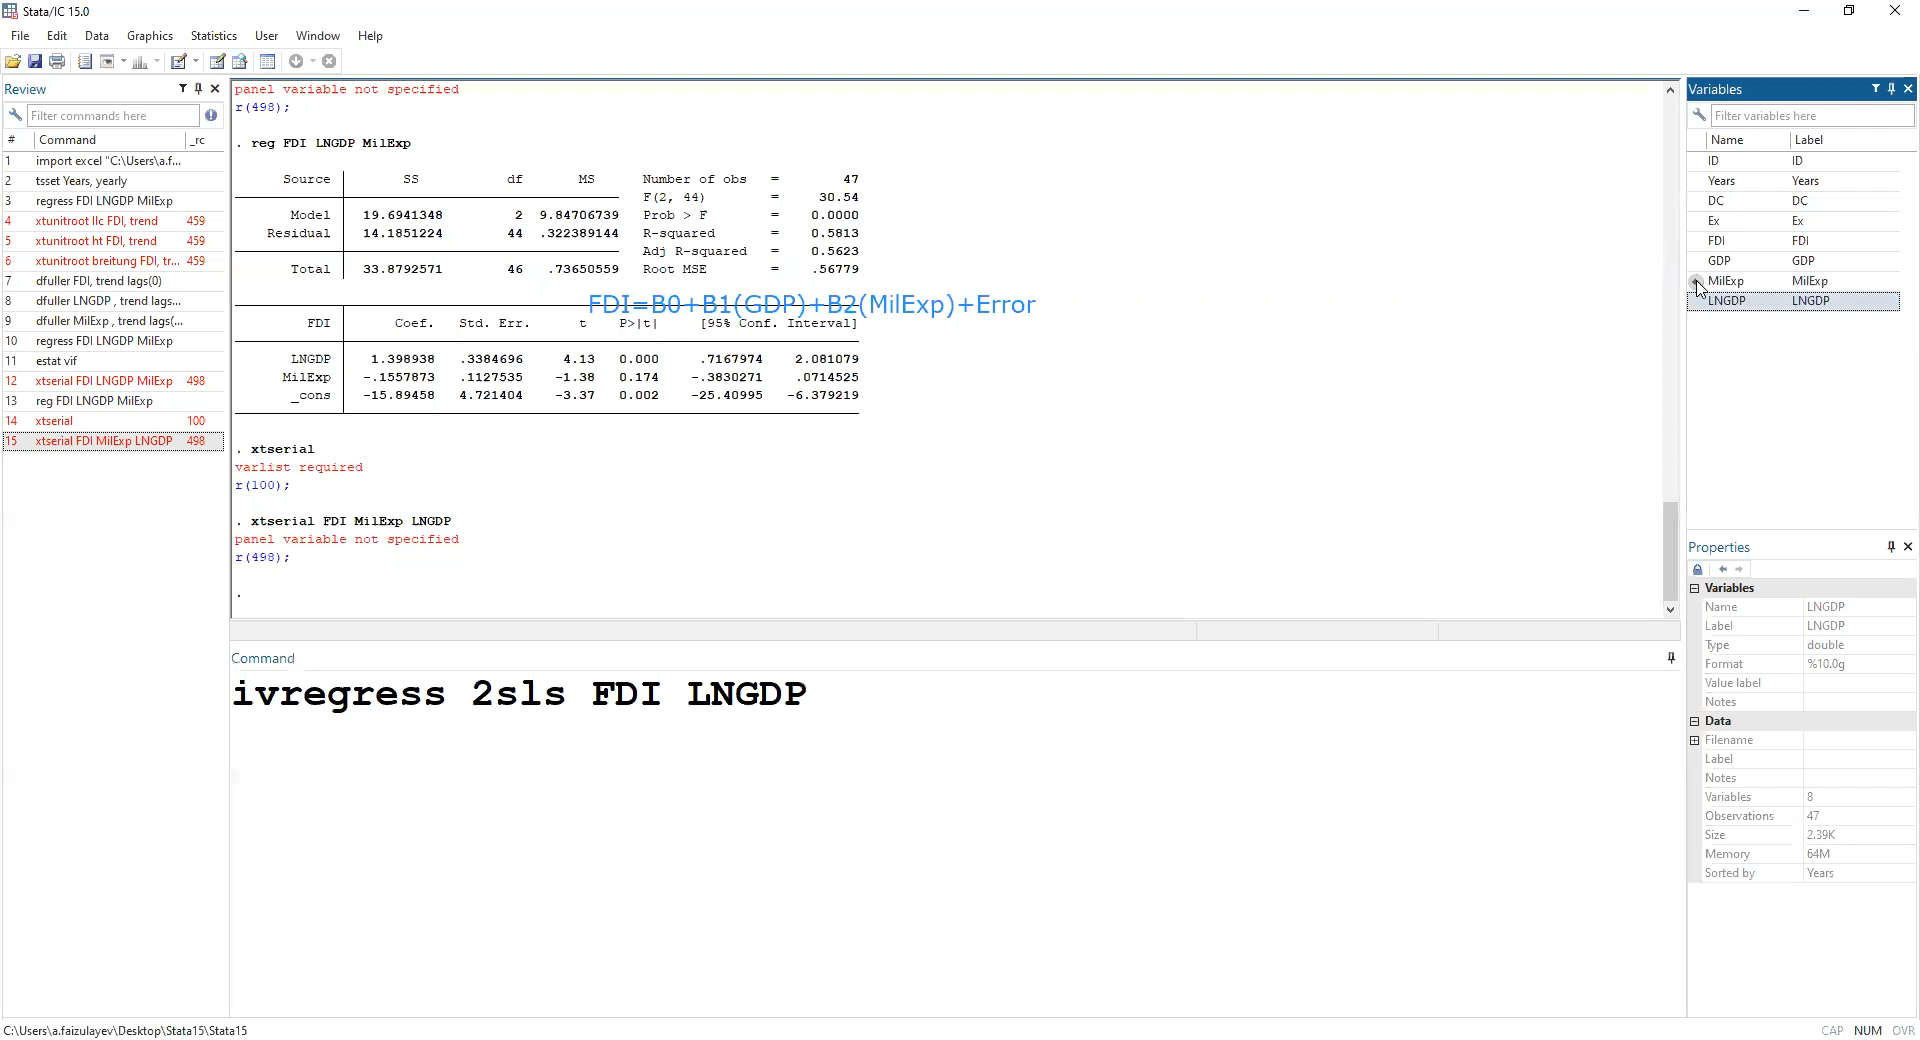 Stata/IC 15.0
File Edit Data Graphics Statistics User Window Help
Review
Filter commands here
# Command _rc
1 import excel "C:\Users\a.f...
2 tsset Years, yearly
3 regress FDI LNGDP MilExp
4 xtunitroot llc FDI, trend 459
5 xtunitroot ht FDI, trend 459
6 xtunitroot breitung FDI, tr... 459
7 dfuller FDI, trend lags(0)
8 dfuller LNGDP , trend lags...
9 dfuller MilExp , trend lags(...
10 regress FDI LNGDP MilExp
11 estat vif
12 xtserial FDI LNGDP MilExp 498
13 reg FDI LNGDP MilExp
14 xtserial 100
15 xtserial FDI MilExp LNGDP 498
panel variable not specified
r(498);
. reg FDI LNGDP MilExp
Source SS df MS Number of obs = 47
F(2, 44) = 30.54
Model 19.6941348 2 9.84706739 Prob > F = 0.0000
Residual 14.1851224 44 .322389144 R-squared = 0.5813
Adj R-squared = 0.5623
Total 33.8792571 46 .73650559 Root MSE = .56779
FDI=B0+B1(GDP)+B2(MilExp)+Error
FDI Coef. Std. Err. t P>|t| [95% Conf. Interval]
LNGDP 1.398938 .3384696 4.13 0.000 .7167974 2.081079
MilExp -.1557873 .1127535 -1.38 0.174 -.3830271 .0714525
_cons -15.89458 4.721404 -3.37 0.002 -25.40995 -6.379219
. xtserial
varlist required
r(100);
. xtserial FDI MilExp LNGDP
panel variable not specified
r(498);
.
Command
ivregress 2sls FDI LNGDP
Variables
Filter variables here
Name Label
ID ID
Years Years
DC DC
Ex Ex
FDI FDI
GDP GDP
MilExp MilExp
LNGDP LNGDP
Properties
Variables
Name LNGDP
Label LNGDP
Type double
Format %10.0g
Value label
Notes
Data
Filename
Label
Notes
Variables 8
Observations 47
Size 2.39K
Memory 64M
Sorted by Years
C:\Users\a.faizulayev\Desktop\Stata15\Stata15
CAP NUM OVR